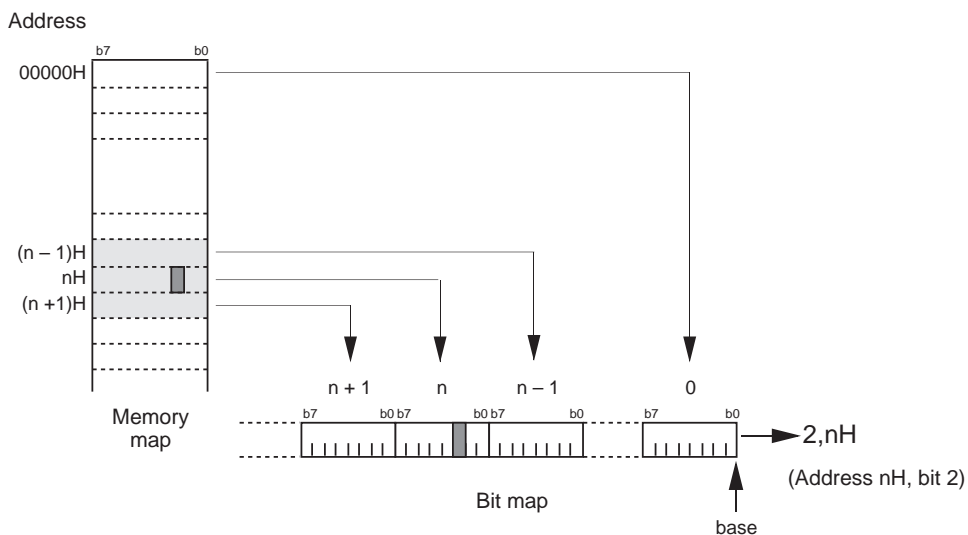 Address
b7 b0
00000H
(n – 1)H
nH
(n +1)H
n + 1 n n – 1 0
Memory
map
b7 b0 b7 b0 b7 b0 b7 b0
2,nH
(Address nH, bit 2)
Bit map
base